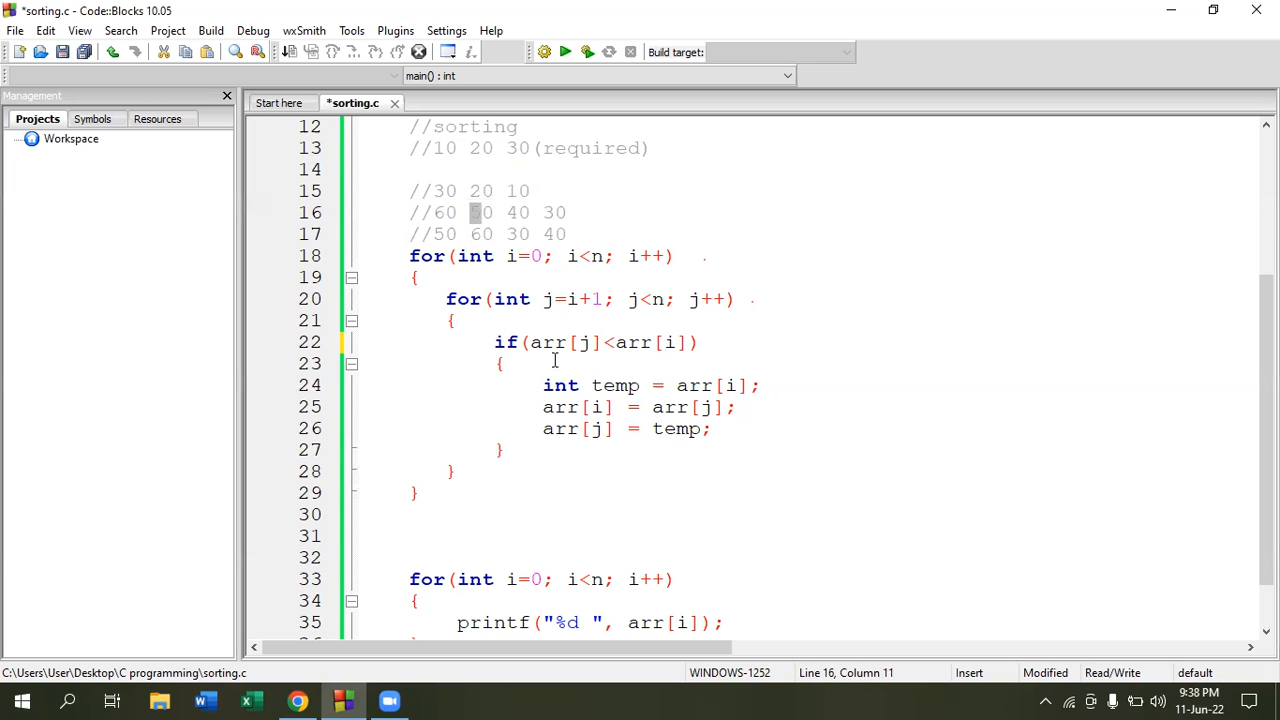 *sorting.c - Code::Blocks 10.05
File Edit View Search Project Build Debug wxSmith Tools Plugins Settings Help
Build target:
main() : int
Management
Projects Symbols Resources
Workspace
Start here *sorting.c
12 //sorting
13 //10 20 30(required)
14
15 //30 20 10
16 //60 50 40 30
17 //50 60 30 40
18 for(int i=0; i<n; i++)
19 {
20 for(int j=i+1; j<n; j++)
21 {
22 if(arr[j]<arr[i])
23 {
24 int temp = arr[i];
25 arr[i] = arr[j];
26 arr[j] = temp;
27 }
28 }
29 }
30
31
32
33 for(int i=0; i<n; i++)
34 {
35 printf("%d ", arr[i]);
C:\Users\User\Desktop\C programming\sorting.c WINDOWS-1252 Line 16, Column 11 Insert Modified Read/Write default
9:38 PM
11-Jun-22